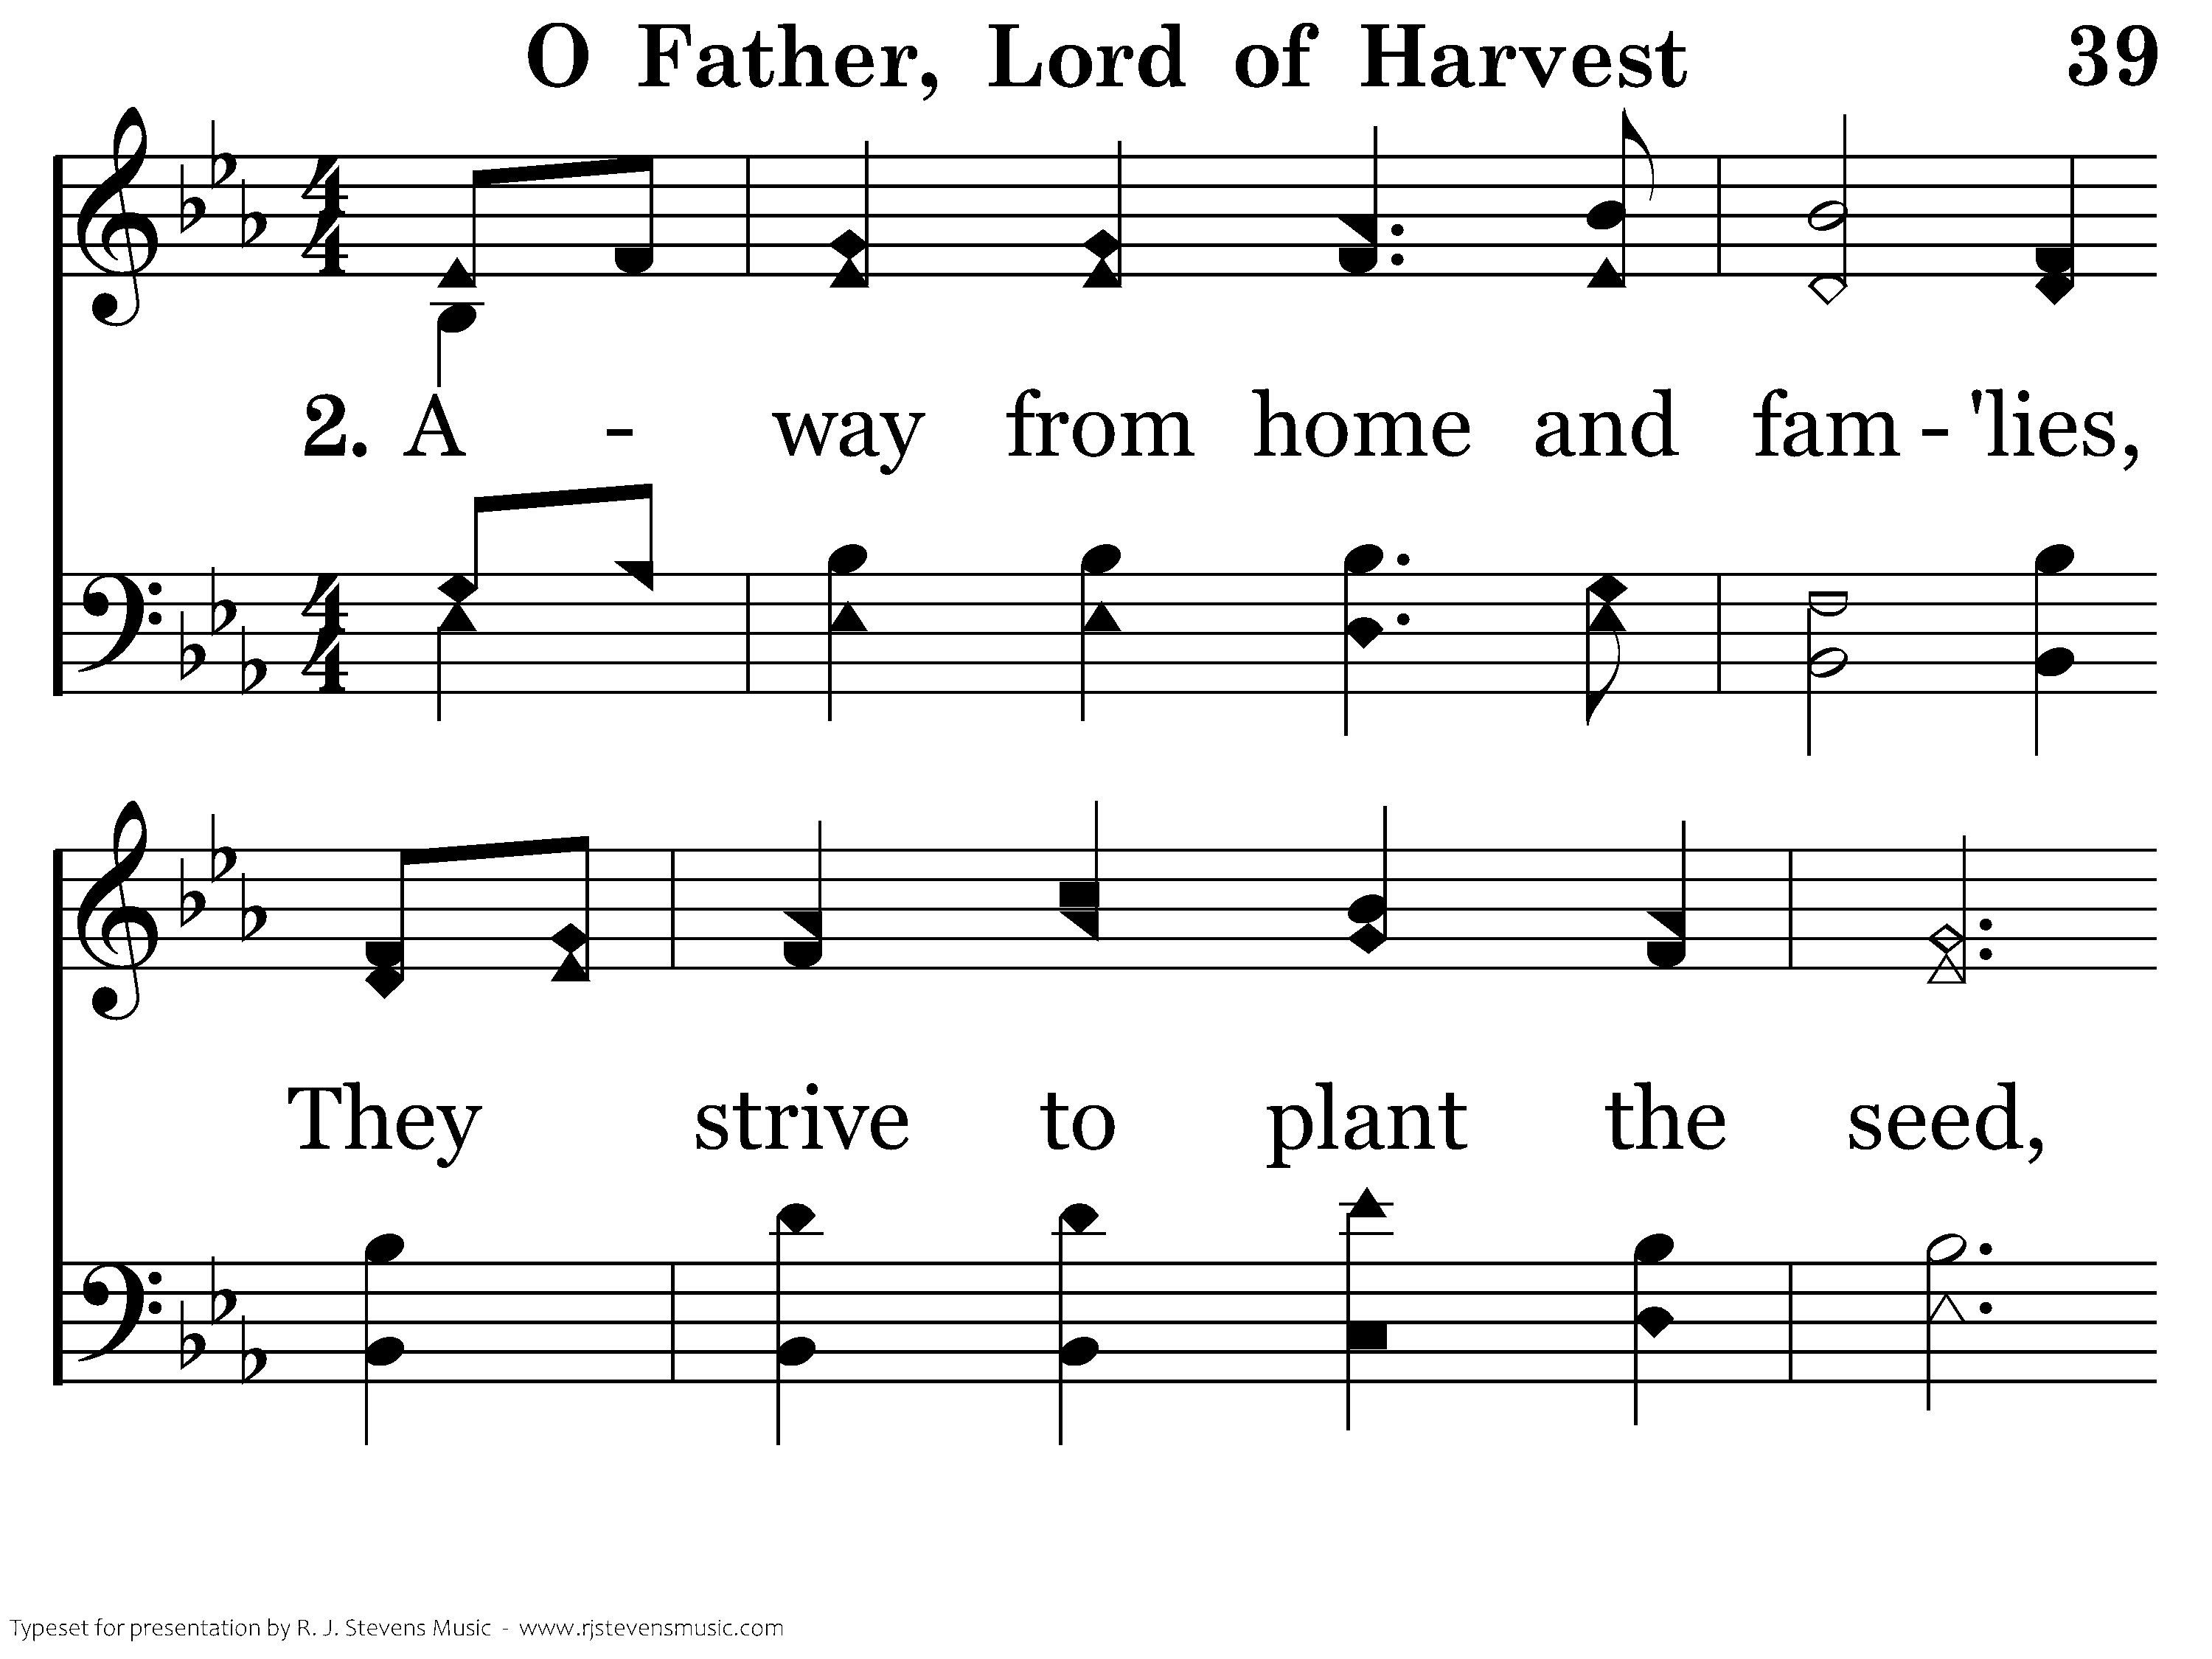 O Father, Lord of Harvest 39
2. A - way from home and fam - 'lies,
They strive to plant the seed,
Typeset for presentation by R. J. Stevens Music - www.rjstevensmusic.com